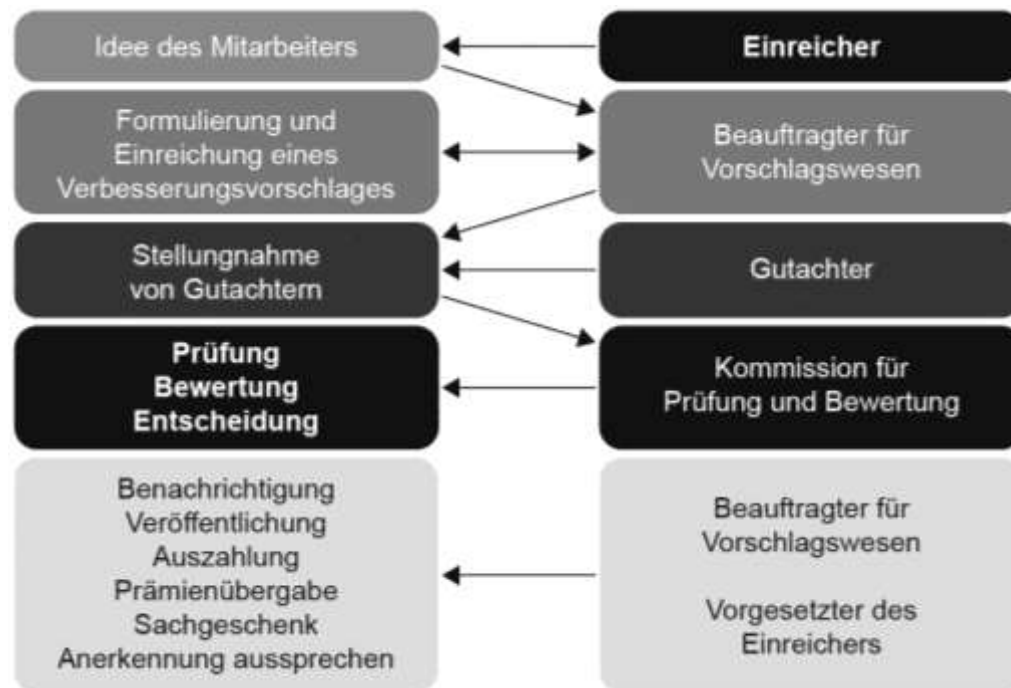 Idee des Mitarbeiters
Einreicher
Formulierung und
Einreichung eines
Verbesserungsvorschlages
Beauftragter für
Vorschlagswesen
Stellungnahme
von Gutachtern
Gutachter
Prüfung
Bewertung
Entscheidung
Kommission für
Prüfung und Bewertung
Benachrichtigung
Veröffentlichung
Auszahlung
Prämienübergabe
Sachgeschenk
Anerkennung aussprechen
Beauftragter für
Vorschlagswesen
Vorgesetzter des
Einreichers